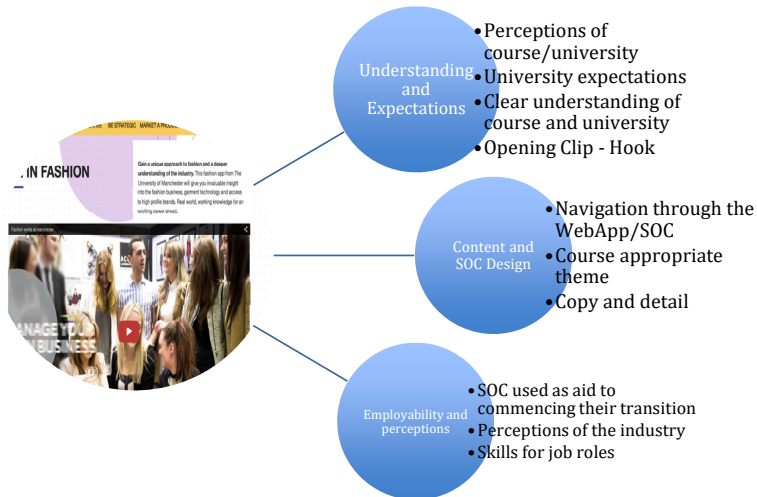 BE STRATEGIC MARKET A PRODUC
IN FASHION
Gain a unique approach to fashion and a deeper
understanding of the industry. This fashion app from The
University of Manchester will give you invaluable insight
into the fashion business, garment technology and access
to high profile brands. Real world, working knowledge for an
exciting career ahead.
Fashion works at manchester
ANAGE YOU
N BUSINESS
Understanding
and
Expectations
•Perceptions of
course/university
•University expectations
•Clear understanding of
course and university
•Opening Clip - Hook
Content and
SOC Design
•Navigation through the
WebApp/SOC
•Course appropriate
theme
•Copy and detail
Employability and
perceptions
•SOC used as aid to
commencing their transition
•Perceptions of the industry
•Skills for job roles